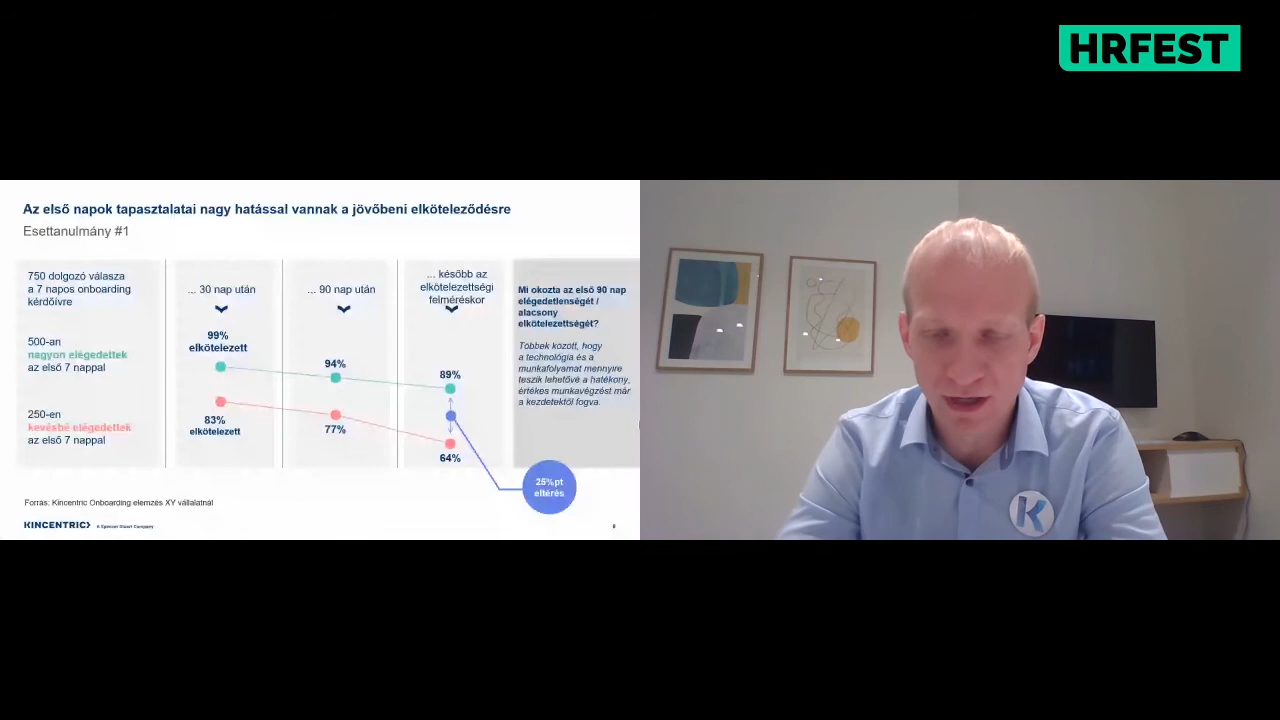 HRFEST
Az első napok tapasztalatai nagy hatással vannak a jövőbeni elköteleződésre
Esettanulmány #1
750 dolgozó válasza
a 7 napos onboarding
kérdőívre
500-an
nagyon elégedettek
az első 7 nappal
250-en
kevésbé elégedettek
az első 7 nappal
... 30 nap után
99%
elkötelezett
83%
elkötelezett
... 90 nap után
94%
77%
... később az
elkötelezettségi
felméréskor
89%
64%
25%pt
eltérés
Mi okozta az első 90 nap
elégedetlenségét /
alacsony
elkötelezettségét?
Többek között, hogy
a technológia és a
munkafolyamat mennyire
teszik lehetővé a hatékony,
értékes munkavégzést már
a kezdetektől fogva.
Forrás: Kincentric Onboarding elemzés XY vállalatnál
KINCENTRIC
A Spencer Stuart Company
8
K